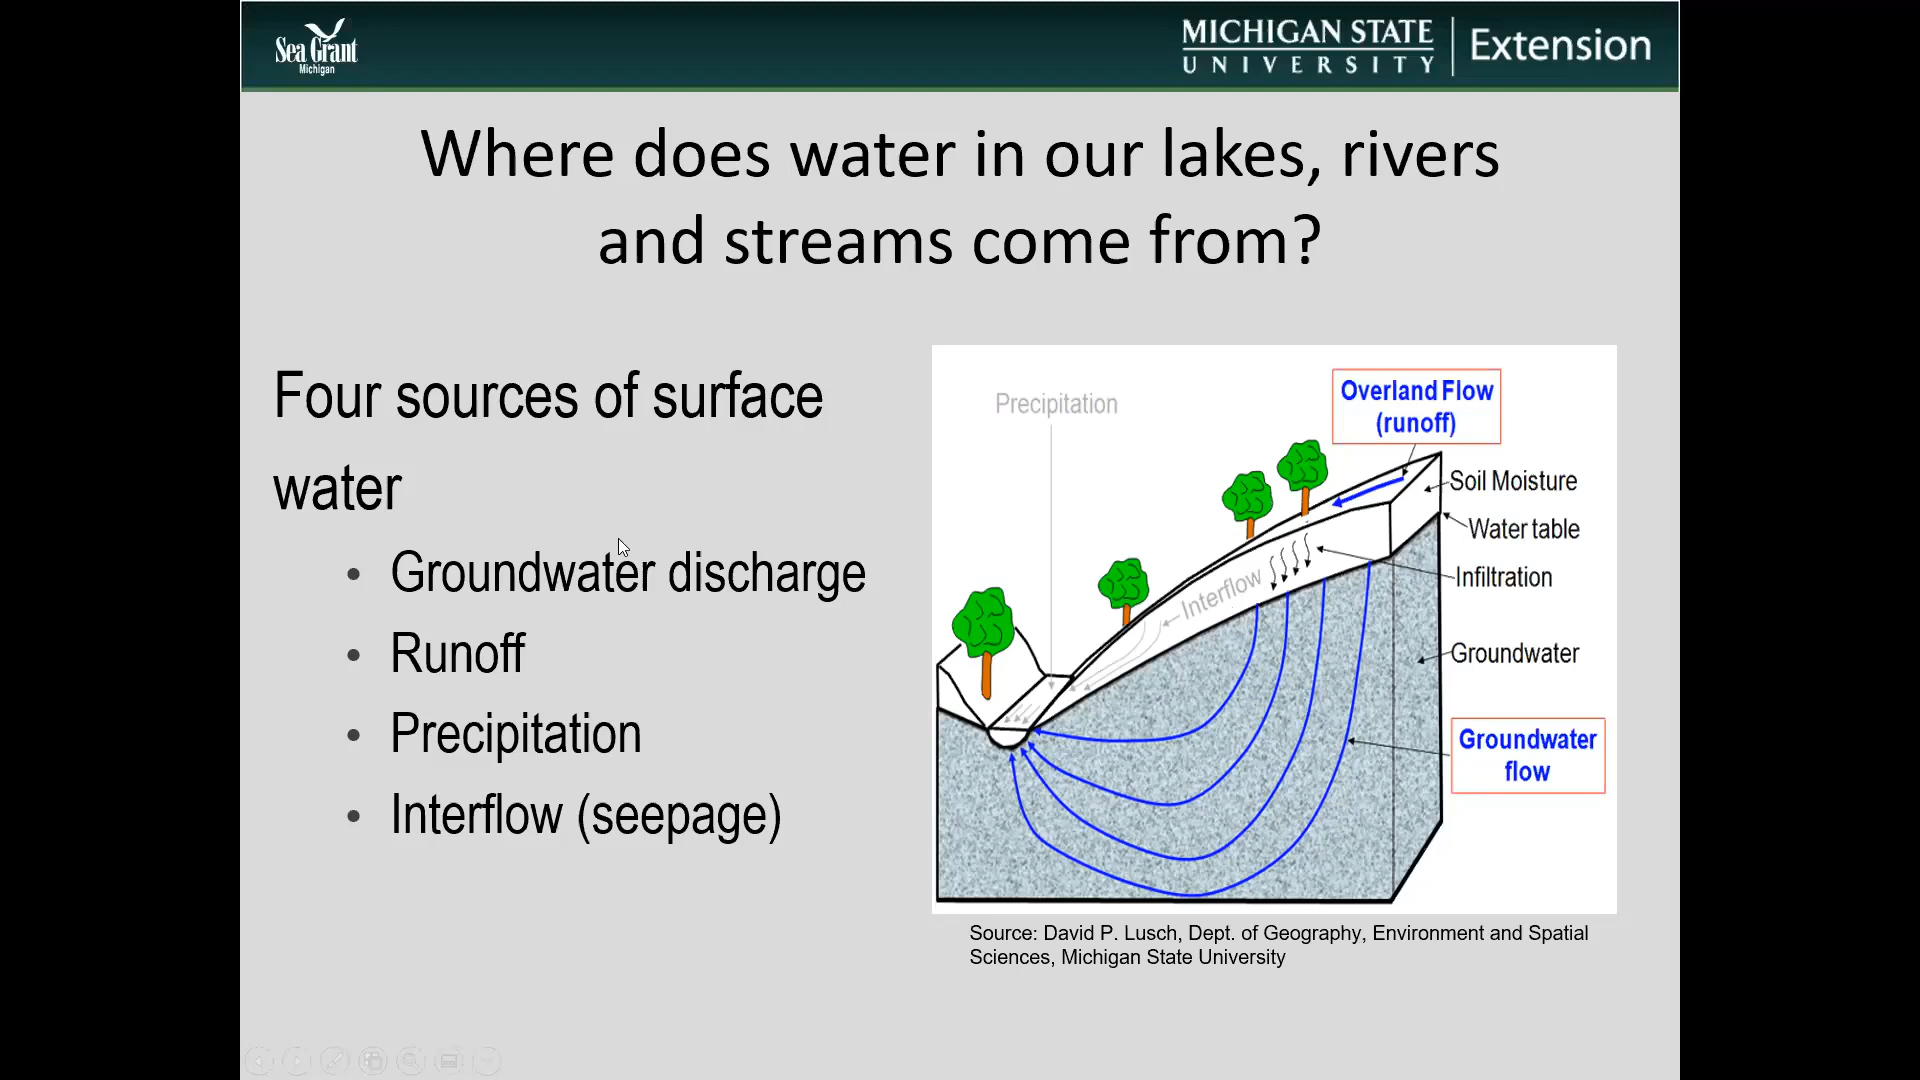 Sea Grant
Michigan
MICHIGAN STATE
UNIVERSITY
Extension
Where does water in our lakes, rivers
and streams come from?
Four sources of surface
water
• Groundwater discharge
• Runoff
• Precipitation
• Interflow (seepage)
Precipitation
Overland Flow
(runoff)
Soil Moisture
Water table
Infiltration
Interflow
Groundwater
Groundwater
flow
Source: David P. Lusch, Dept. of Geography, Environment and Spatial
Sciences, Michigan State University